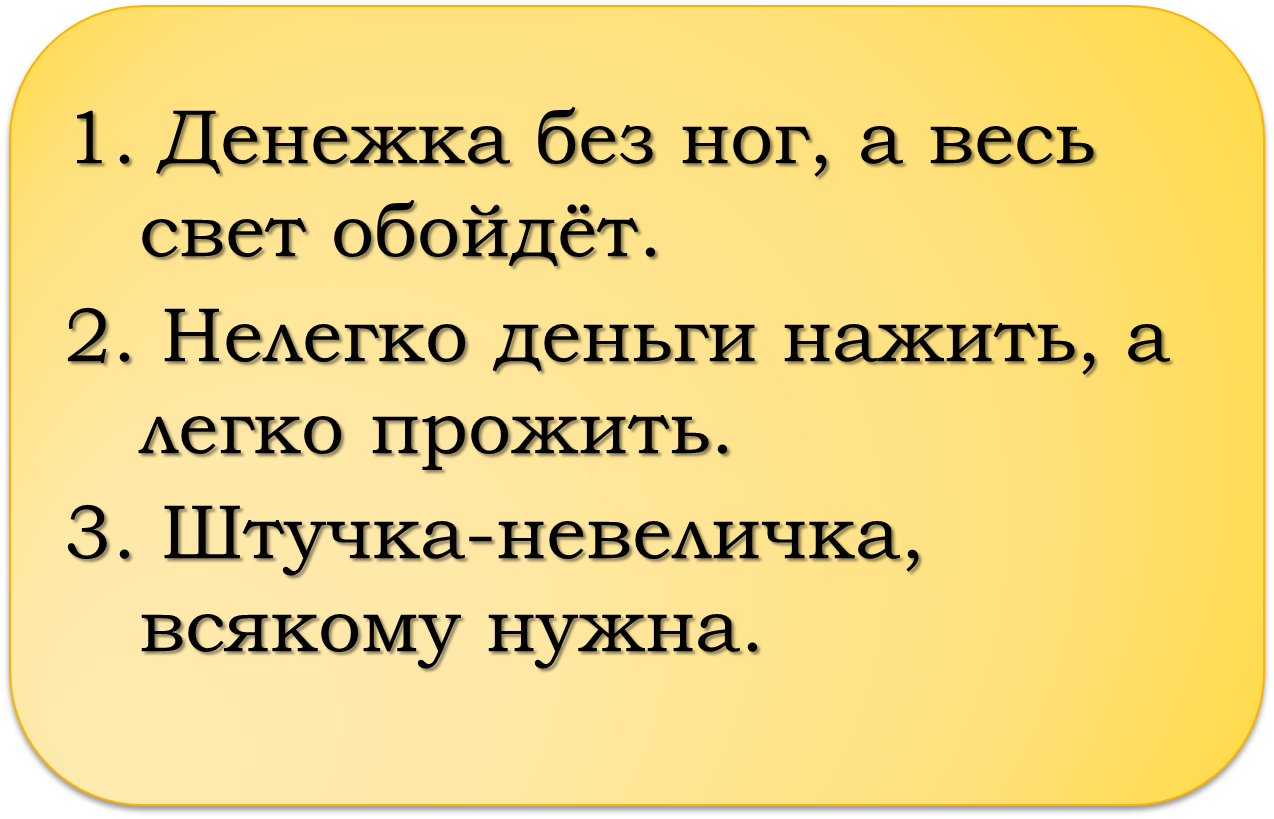 1. Денежка без ног, а весь
свет обойдёт.
2. Нелегко деньги нажить, а
легко прожить.
3. Штучка-невеличка,
всякому нужна.